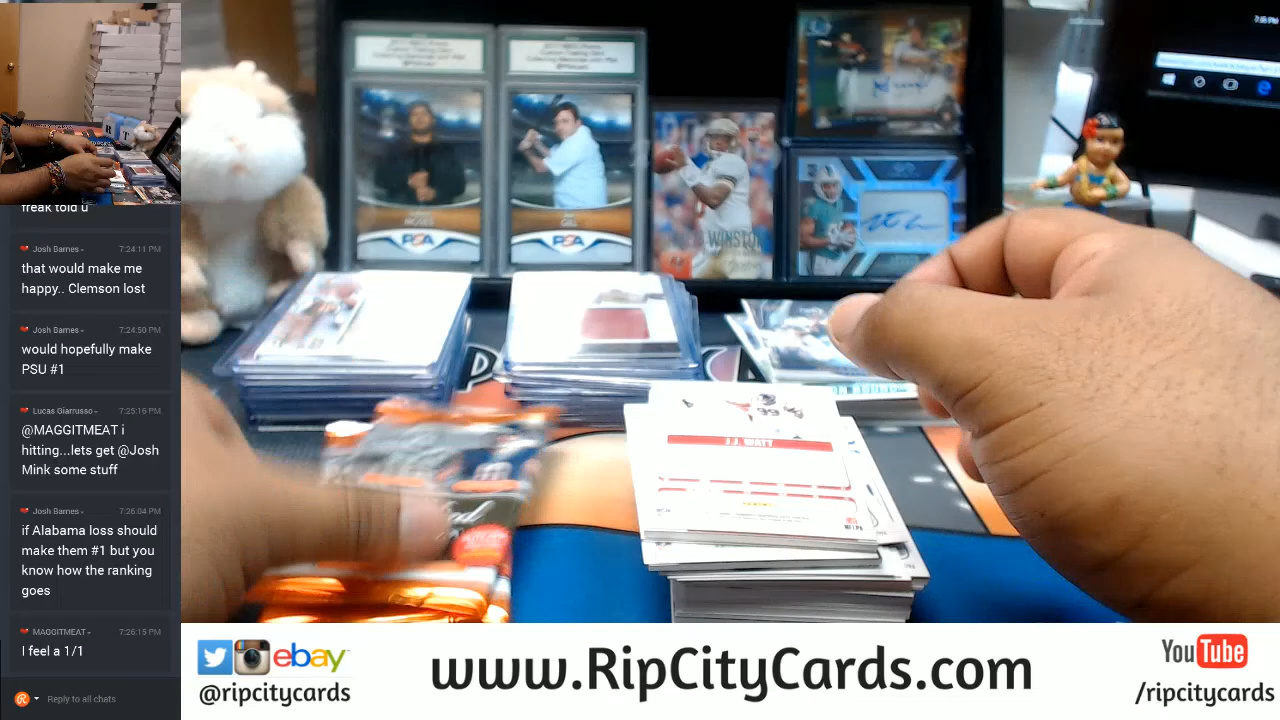 freak told u
Josh Barnes 7:24:11 PM
that would make me
happy.. Clemson lost
Josh Barnes 7:24:50 PM
would hopefully make
PSU #1
Lucas Giarrusso 7:25:16 PM
@MAGGITMEAT i
hitting...lets get @Josh
Mink some stuff
Josh Barnes 7:26:04 PM
if Alabama loss should
make them #1 but you
know how the ranking
goes
MAGGITMEAT 7:26:15 PM
I feel a 1/1
Reply to all chats
PSA
PSA
WINSTON
J.J. WATT
99
ebay
@ripcitycards
www.RipCityCards.com
YouTube
/ripcitycards